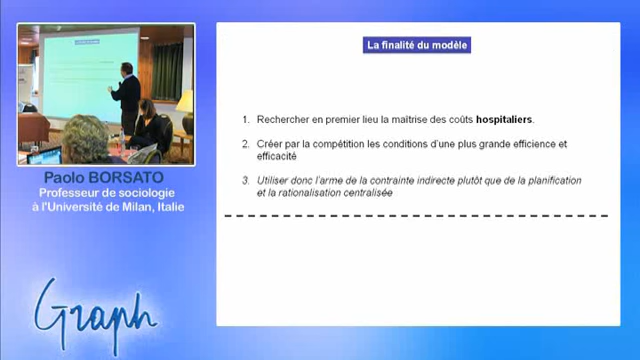 La finalité du modèle
1. Rechercher en premier lieu la maîtrise des coûts hospitaliers.
2. Créer par la compétition les conditions d'une plus grande efficience et
efficacité
3. Utiliser donc l'arme de la contrainte indirecte plutôt que de la planification
et la rationalisation centralisée
Paolo BORSATO
Professeur de sociologie
à l'Université de Milan, Italie
Graph